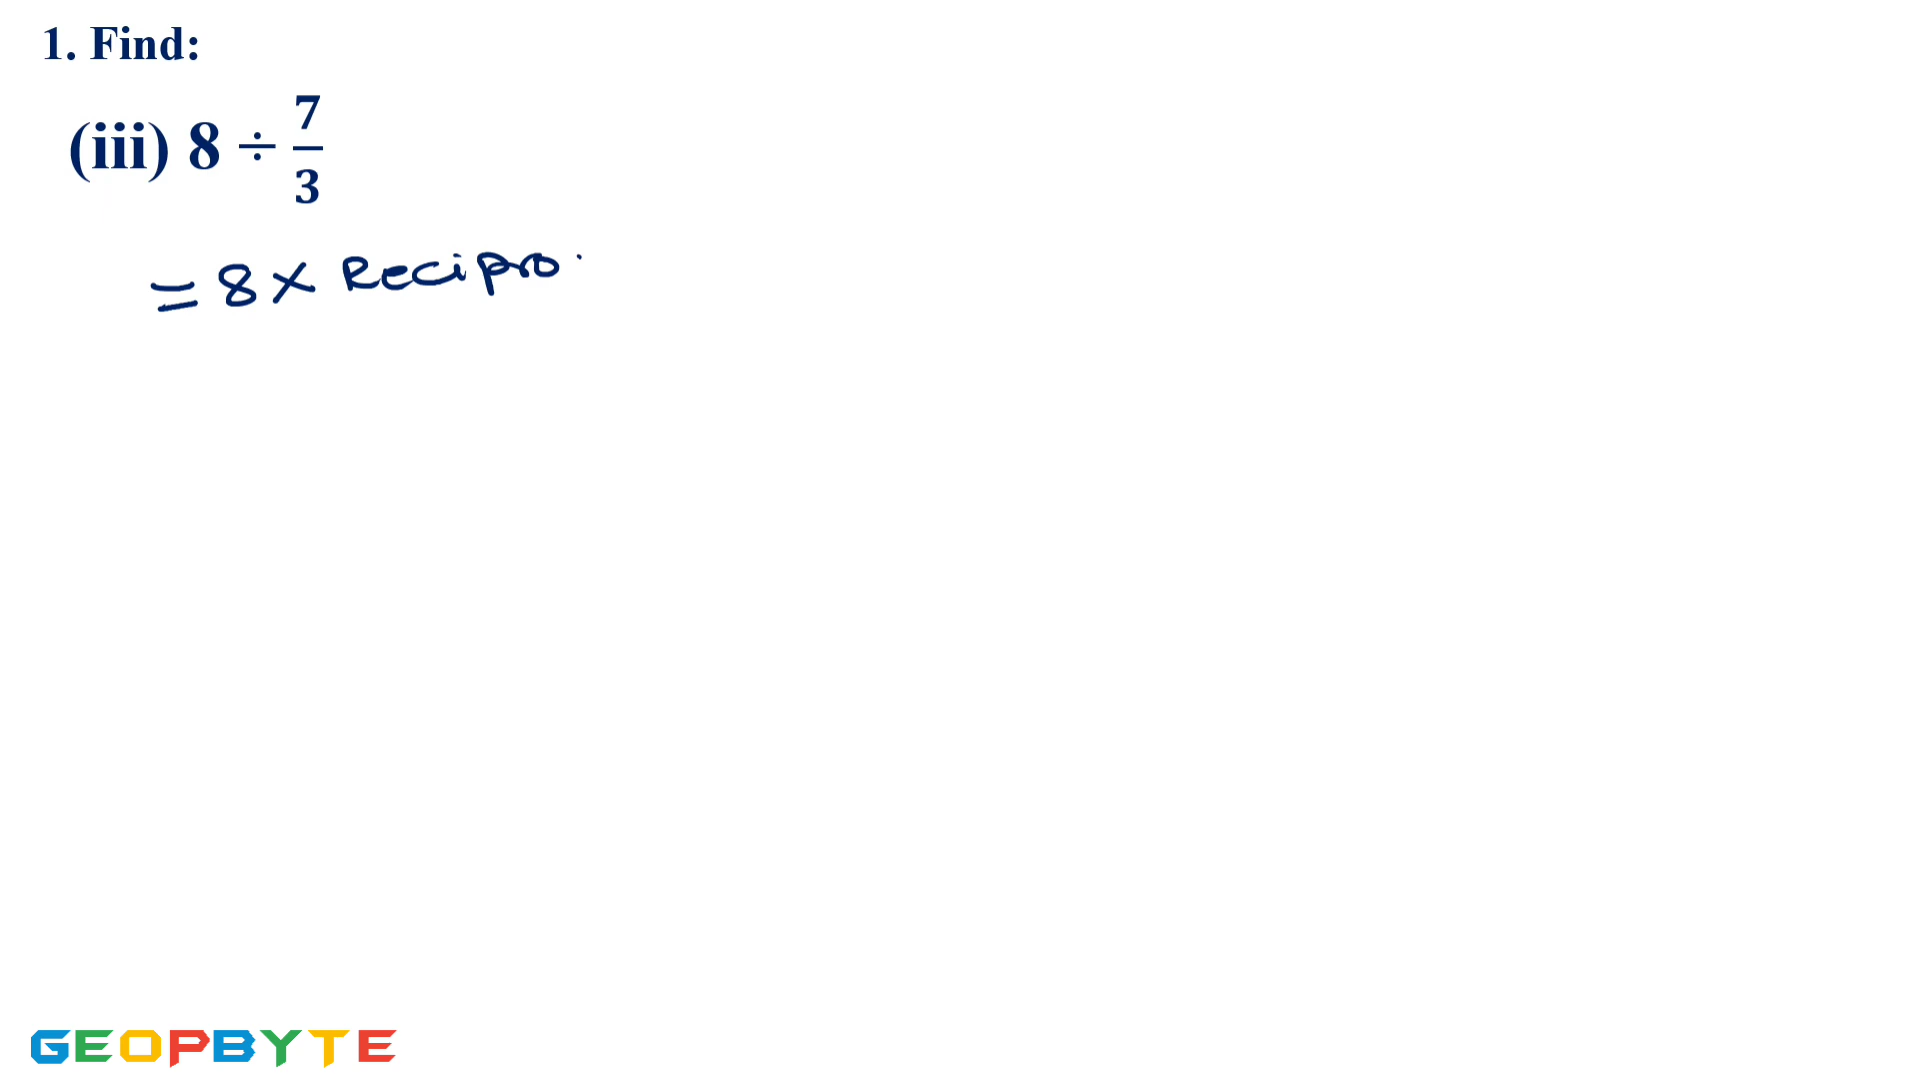 1. Find:
(iii) 8 ÷ 7/3
= 8 × Recipro
GEOPBYTE